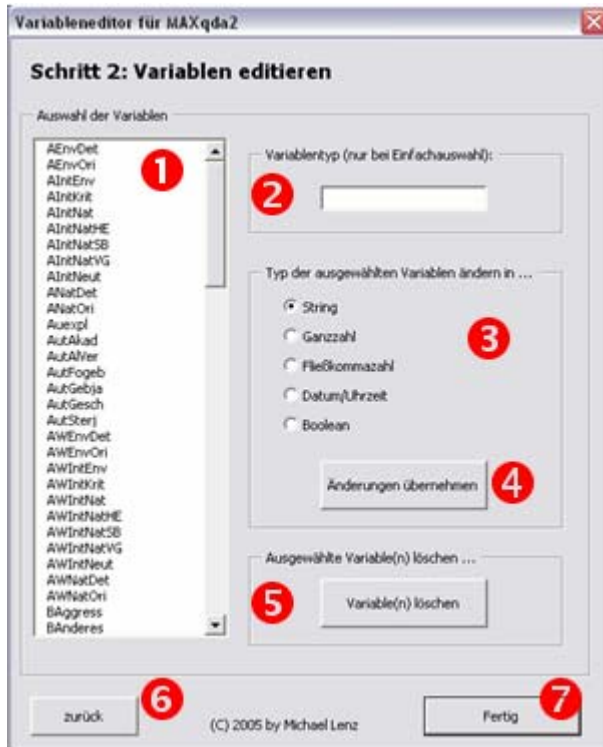 Variableneditor für MAXqda2
Schritt 2: Variablen editieren
Auswahl der Variablen
AEnvDet
AEnvOri
AIntEnv
AIntKrit
AIntNat
AIntNatHE
AIntNatSB
AIntNatVG
AIntNeut
ANatDet
ANatOri
Auexpl
AutAkad
AutAlVer
AutFogeb
AutGebja
AutGesch
AutSterj
AWEnvDet
AWEnvOri
AWIntEnv
AWIntKrit
AWIntNat
AWIntNatHE
AWIntNatSB
AWIntNatVG
AWIntNeut
AWNatDet
AWNatOri
BAggress
BAnderes
1
Variablentyp (nur bei Einfachauswahl):
2
Typ der ausgewählten Variablen ändern in ...
String
Ganzzahl
Fließkommazahl
Datum/Uhrzeit
Boolean
3
Änderungen übernehmen
4
Ausgewählte Variable(n) löschen ...
5
Variable(n) löschen
zurück
6
(C) 2005 by Michael Lenz
Fertig
7